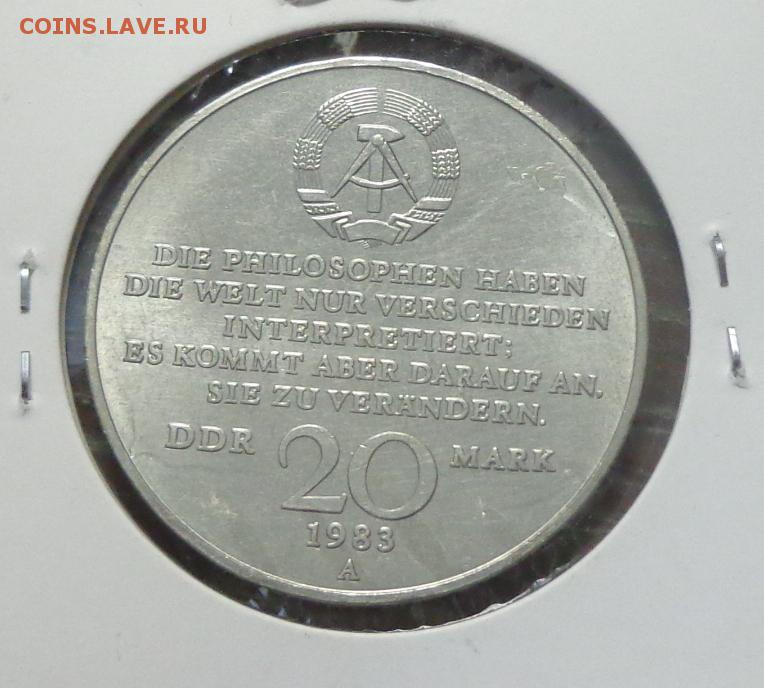 COINS.LAVE.RU
DIE PHILOSOPHEN HABEN
DIE WELT NUR VERSCHIEDEN
INTERPRETIERT;
ES KOMMT ABER DARAUF AN,
SIE ZU VERÄNDERN.
DDR 20 MARK
1983
A